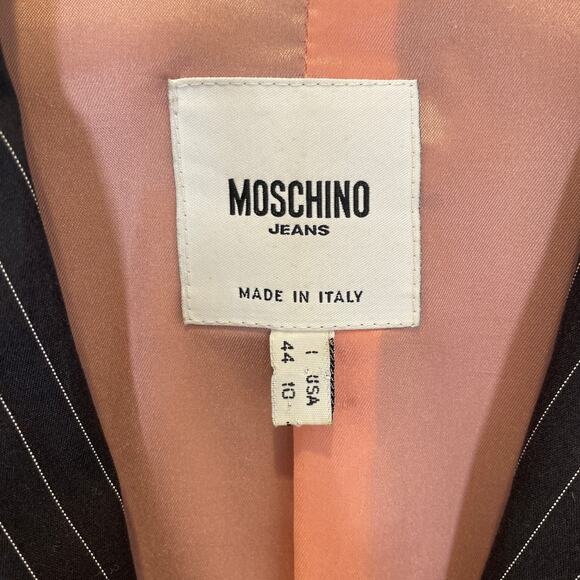 MOSCHINO
JEANS
MADE IN ITALY
I USA
44 10